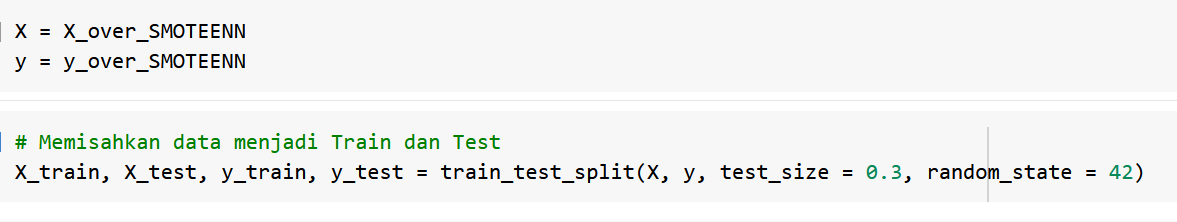 X = X_over_SMOTEENN
y = y_over_SMOTEENN
# Memisahkan data menjadi Train dan Test
X_train, X_test, y_train, y_test = train_test_split(X, y, test_size = 0.3, random_state = 42)